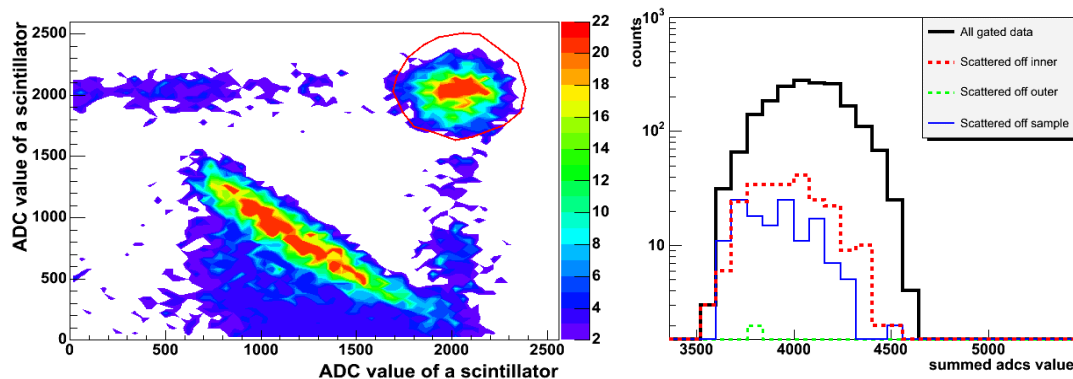 ADC value of a scintillator
2500
2000
1500
1000
500
0
0 500 1000 1500 2000 2500
ADC value of a scintillator
22
20
18
16
14
12
10
8
6
4
2
counts
10³
10²
10
3500 4000 4500 5000
summed adcs value
All gated data
Scattered off inner
Scattered off outer
Scattered off sample